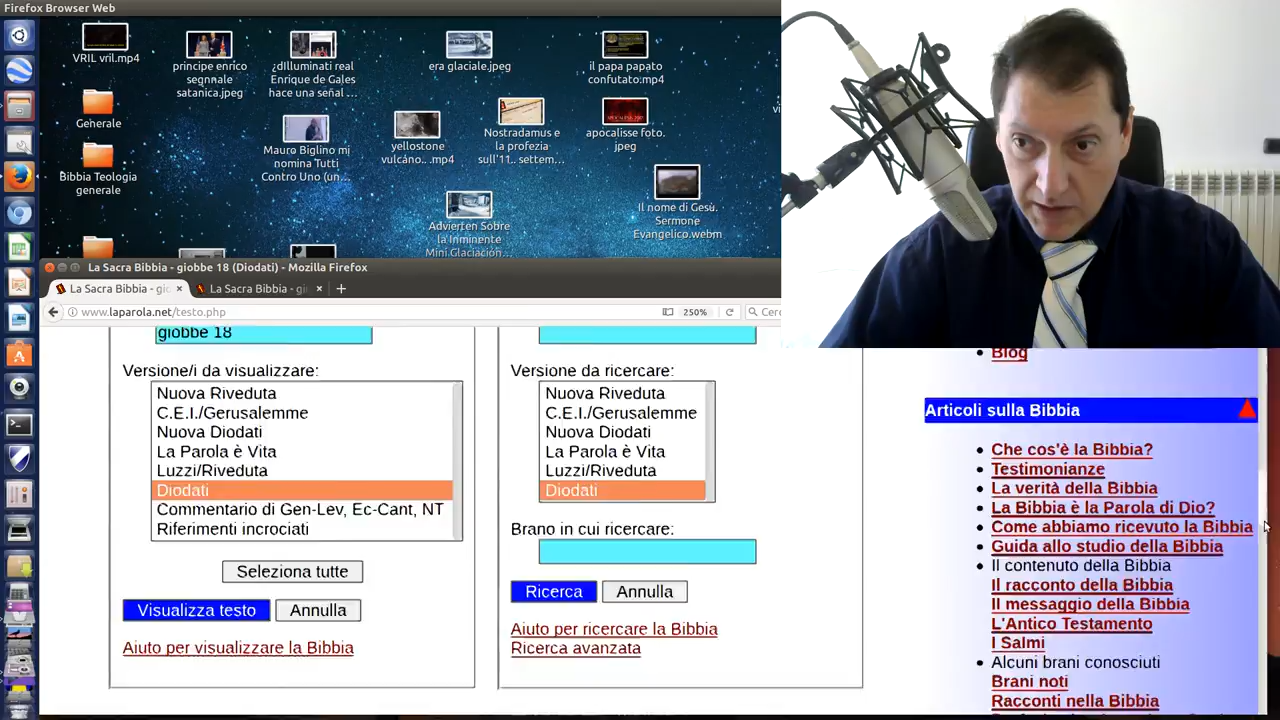 Firefox Browser Web
VRIL vril.mp4
principe enrico
segnnale
satanica.jpeg
¿dIlluminati real
Enrique de Gales
hace una señal ...
era glaciale.jpeg
il papa papato
confutato:mp4
Generale
Mauro Biglino mi
nomina Tutti
Contro Uno (un...
yellostone
vulcano.. .mp4
Nostradamus e
la profezia
sull'11.. settem...
apocalisse foto.
jpeg
Bibbia Teologia
generale
Advierten Sobre
la Inminente
Mini Glaciación
Il nome di Gesù.
Sermone
Evangelico.webm
La Sacra Bibbia - giobbe 18 (Diodati) - Mozilla Firefox
La Sacra Bibbia - gio
La Sacra Bibbia - gi
www.laparola.net/testo.php
250%
Cerc
giobbe 18
Versione/i da visualizzare:
Nuova Riveduta
C.E.I./Gerusalemme
Nuova Diodati
La Parola è Vita
Luzzi/Riveduta
Diodati
Commentario di Gen-Lev, Ec-Cant, NT
Riferimenti incrociati
Seleziona tutte
Visualizza testo
Annulla
Aiuto per visualizzare la Bibbia
Versione da ricercare:
Nuova Riveduta
C.E.I./Gerusalemme
Nuova Diodati
La Parola è Vita
Luzzi/Riveduta
Diodati
Brano in cui ricercare:
Ricerca
Annulla
Aiuto per ricercare la Bibbia
Ricerca avanzata
Blog
Articoli sulla Bibbia
Che cos'è la Bibbia?
Testimonianze
La verità della Bibbia
La Bibbia è la Parola di Dio?
Come abbiamo ricevuto la Bibbia
Guida allo studio della Bibbia
Il contenuto della Bibbia
Il racconto della Bibbia
Il messaggio della Bibbia
L'Antico Testamento
I Salmi
Alcuni brani conosciuti
Brani noti
Racconti nella Bibbia